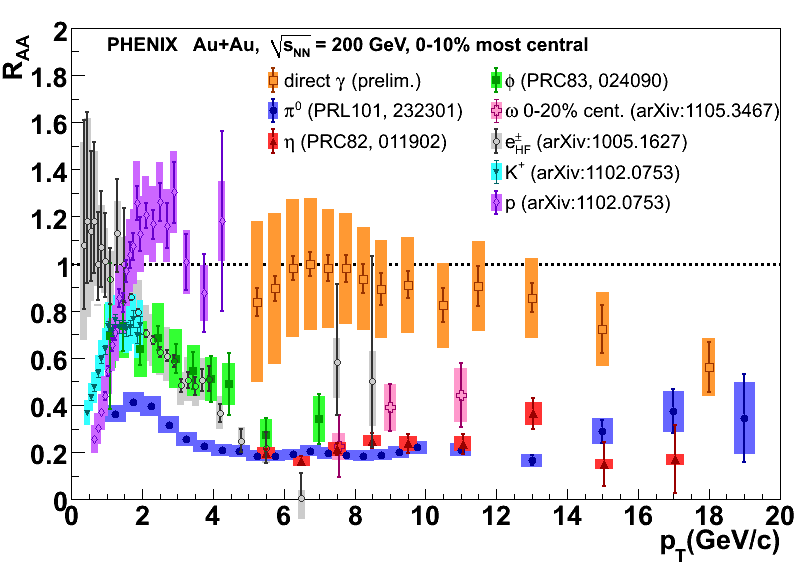 PHENIX Au+Au, √sNN = 200 GeV, 0-10% most central
direct γ (prelim.)
π0 (PRL101, 232301)
η (PRC82, 011902)
ϕ (PRC83, 024090)
ω 0-20% cent. (arXiv:1105.3467)
e±HF (arXiv:1005.1627)
K+ (arXiv:1102.0753)
p (arXiv:1102.0753)
RAA
2
1.8
1.6
1.4
1.2
1
0.8
0.6
0.4
0.2
0
0 2 4 6 8 10 12 14 16 18 20
pT(GeV/c)